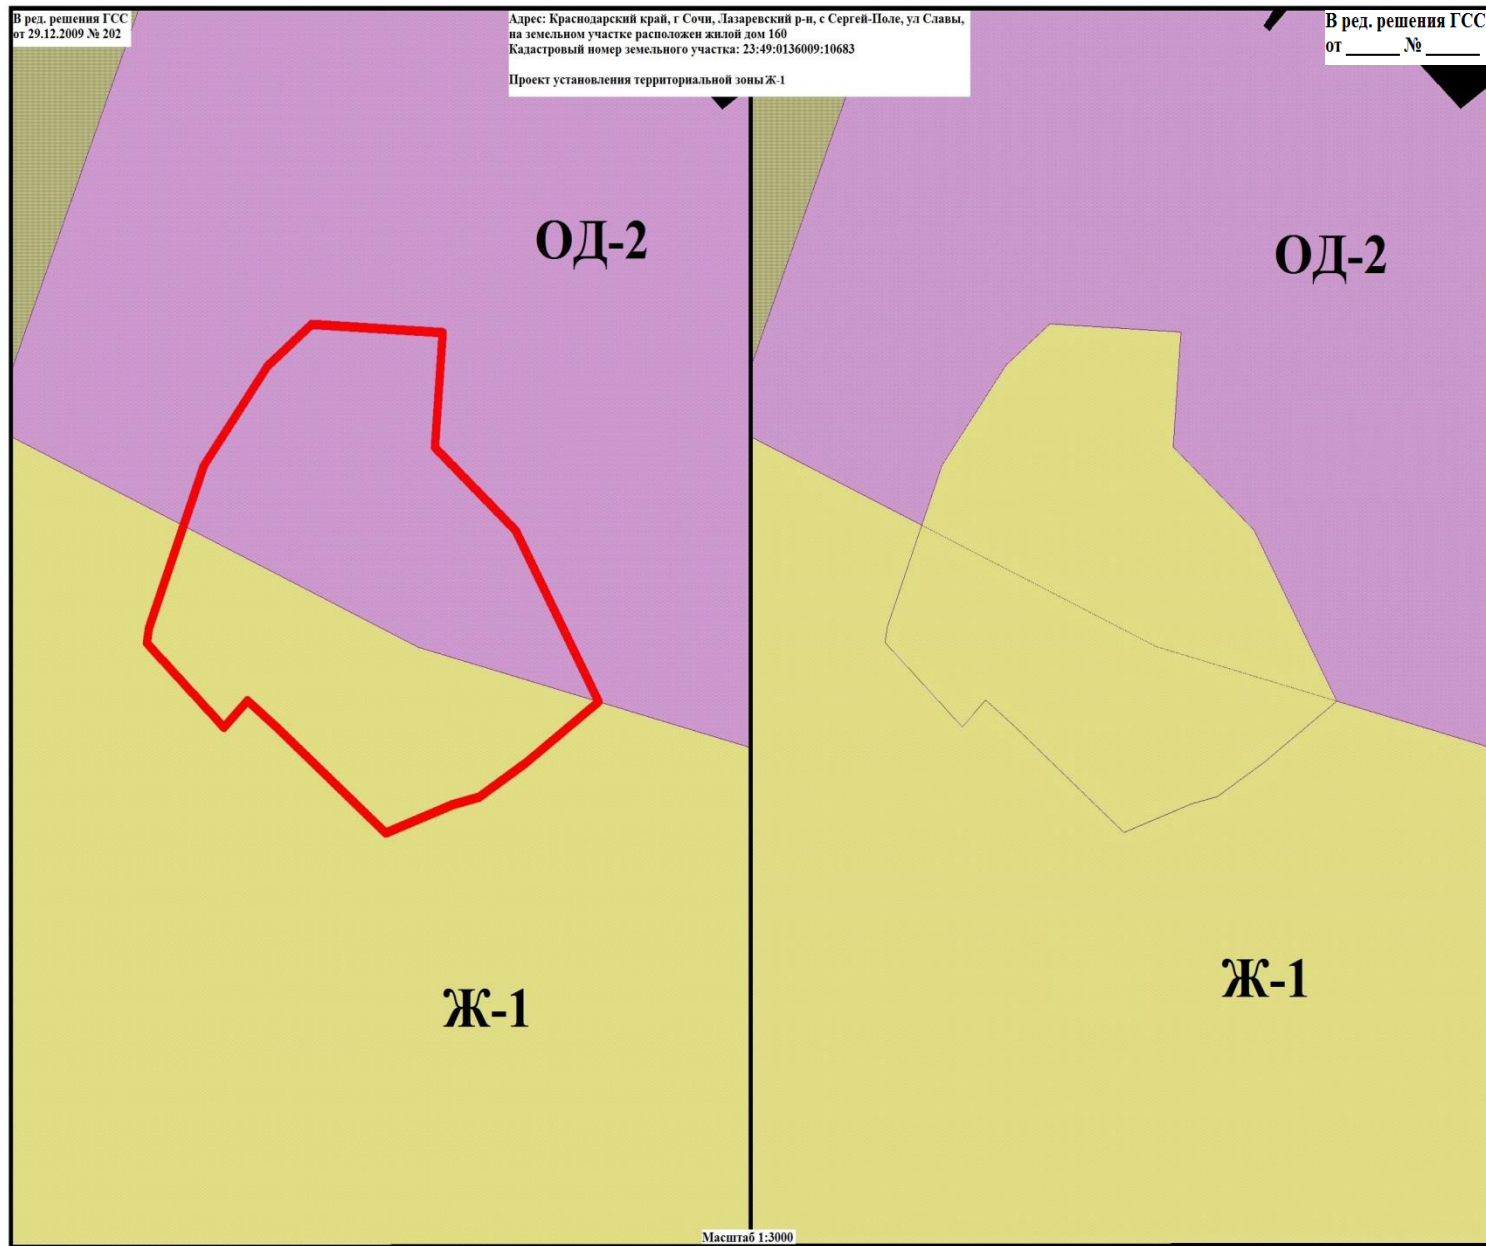 В ред. решения ГСС
от 29.12.2009 № 202
Адрес: Краснодарский край, г Сочи, Лазаревский р-н, с Сергей-Поле, ул Славы,
на земельном участке расположен жилой дом 160
Кадастровый номер земельного участка: 23:49:0136009:10683
Проект установления территориальной зоны Ж-1
В ред. решения ГСС
от ______ № ______
ОД-2
ОД-2
Ж-1
Ж-1
Масштаб 1:3000